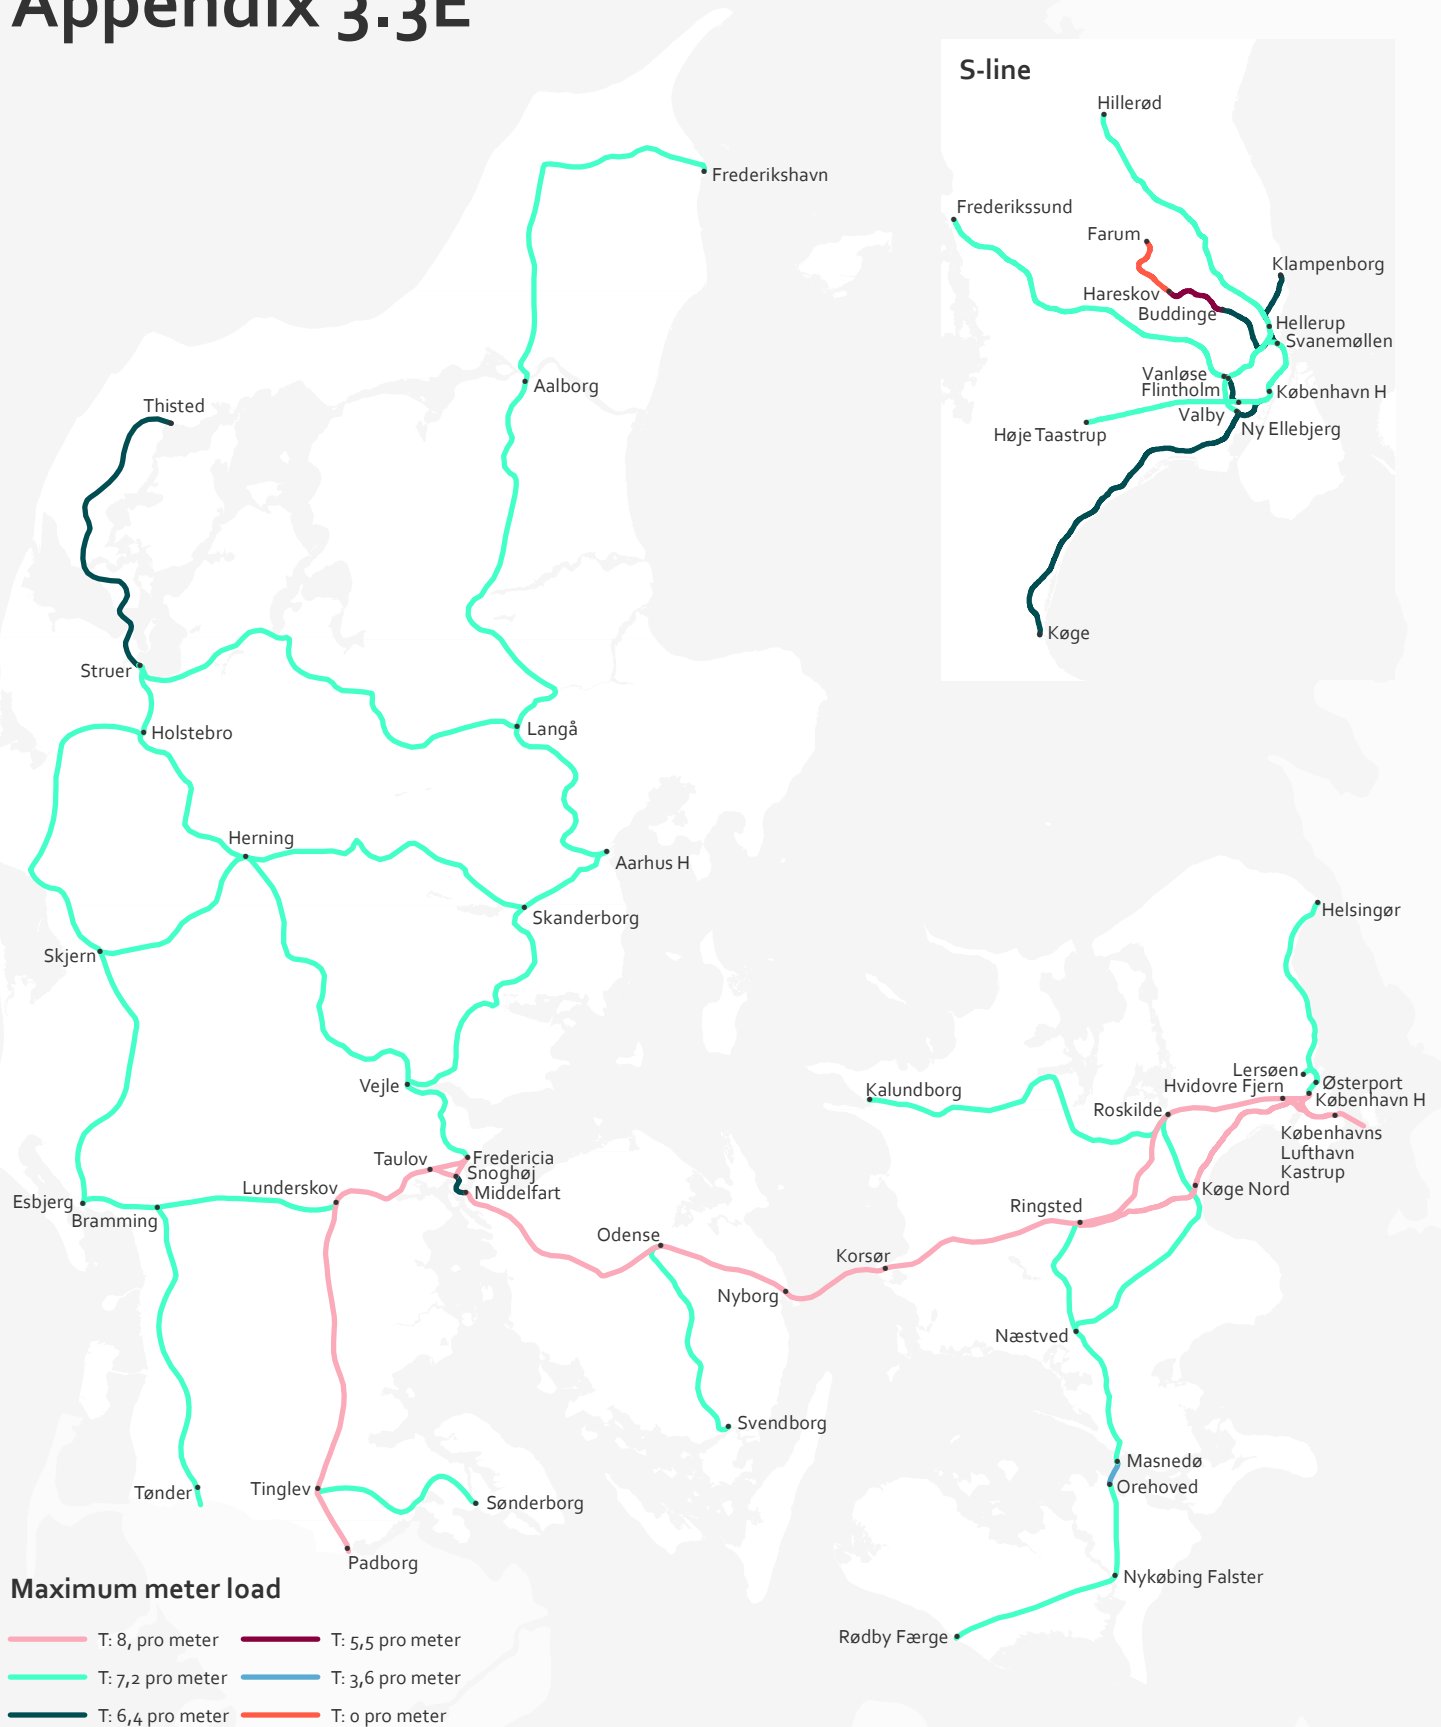 Appendix 3.3E
S-line
Hillerød
Frederikssund
Farum
Klampenborg
Hareskov
Buddinge
Hellerup
Svanemøllen
Vanløse
Flintholm
København H
Valby
Ny Ellebjerg
Høje Taastrup
Køge
Frederikshavn
Aalborg
Thisted
Struer
Holstebro
Langå
Herning
Aarhus H
Skanderborg
Skjern
Vejle
Taulov
Fredericia
Snoghøj
Middelfart
Lunderskov
Esbjerg
Bramming
Odense
Nyborg
Korsør
Svendborg
Tønder
Tinglev
Sønderborg
Padborg
Helsingør
Lersøen
Hvidovre Fjern
Østerport
København H
Kalundborg
Roskilde
Københavns
Lufthavn
Kastrup
Køge Nord
Ringsted
Næstved
Masnedø
Orehoved
Nykøbing Falster
Rødby Færge
Maximum meter load
T: 8, pro meter
T: 7,2 pro meter
T: 6,4 pro meter
T: 5,5 pro meter
T: 3,6 pro meter
T: 0 pro meter